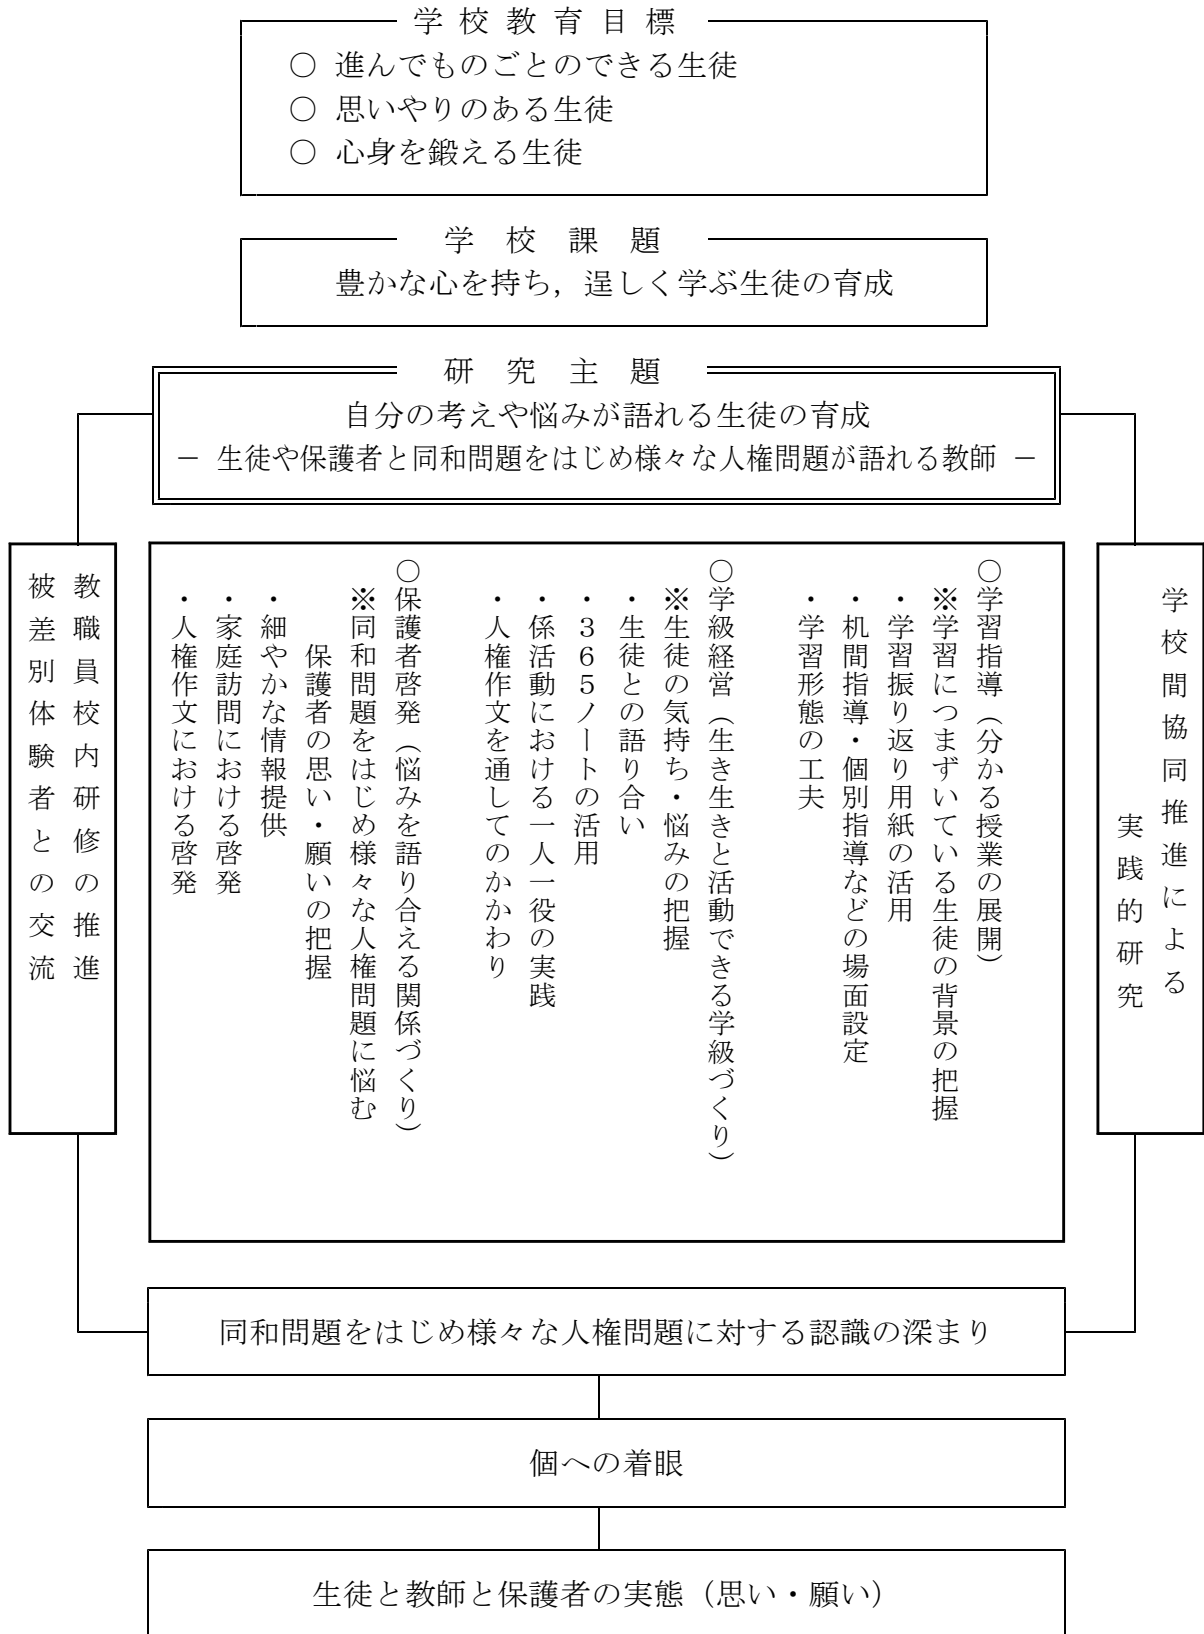 学校教育目標
○ 進んでものごとのできる生徒
○ 思いやりのある生徒
○ 心身を鍛える生徒
学校課題
豊かな心を持ち，逞しく学ぶ生徒の育成
研究主題
自分の考えや悩みが語れる生徒の育成
－ 生徒や保護者と同和問題をはじめ様々な人権問題が語れる教師 －
学校間協同推進による
実践的研究
○学習指導（分かる授業の展開）
※学習につまずいている生徒の背景の把握
・学習振り返り用紙の活用
・机間指導・個別指導などの場面設定
・学習形態の工夫
○学級経営（生き生きと活動できる学級づくり）
※生徒の気持ち・悩みの把握
・生徒との語り合い
・３６５ノートの活用
・係活動における一人一役の実践
・人権作文を通してのかかわり
○保護者啓発（悩みを語り合える関係づくり）
※同和問題をはじめ様々な人権問題に悩む
保護者の思い・願いの把握
・細やかな情報提供
・家庭訪問における啓発
・人権作文における啓発
教職員校内研修の推進
被差別体験者との交流
同和問題をはじめ様々な人権問題に対する認識の深まり
個への着眼
生徒と教師と保護者の実態（思い・願い）